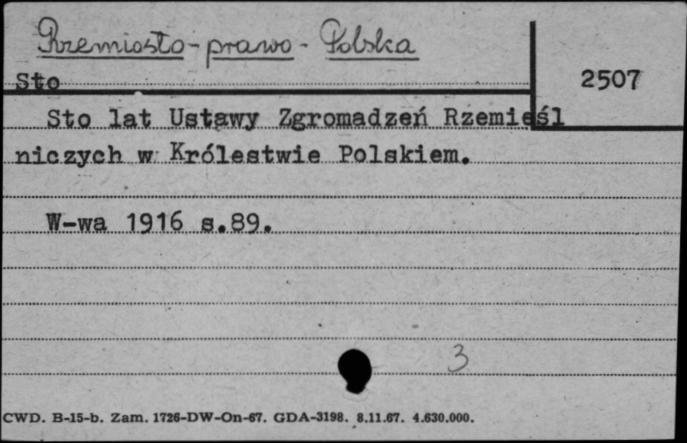 Rzemiosło - prawo - Polska
Sto
2507
Sto lat Ustawy Zgromadzeń Rzemieśl
niczych w Królestwie Polskiem.
W-wa 1916 s.89.
3
CWD. B-15-b. Zam. 1726-DW-On-67. GDA-3198. 8.11.67. 4.630.000.